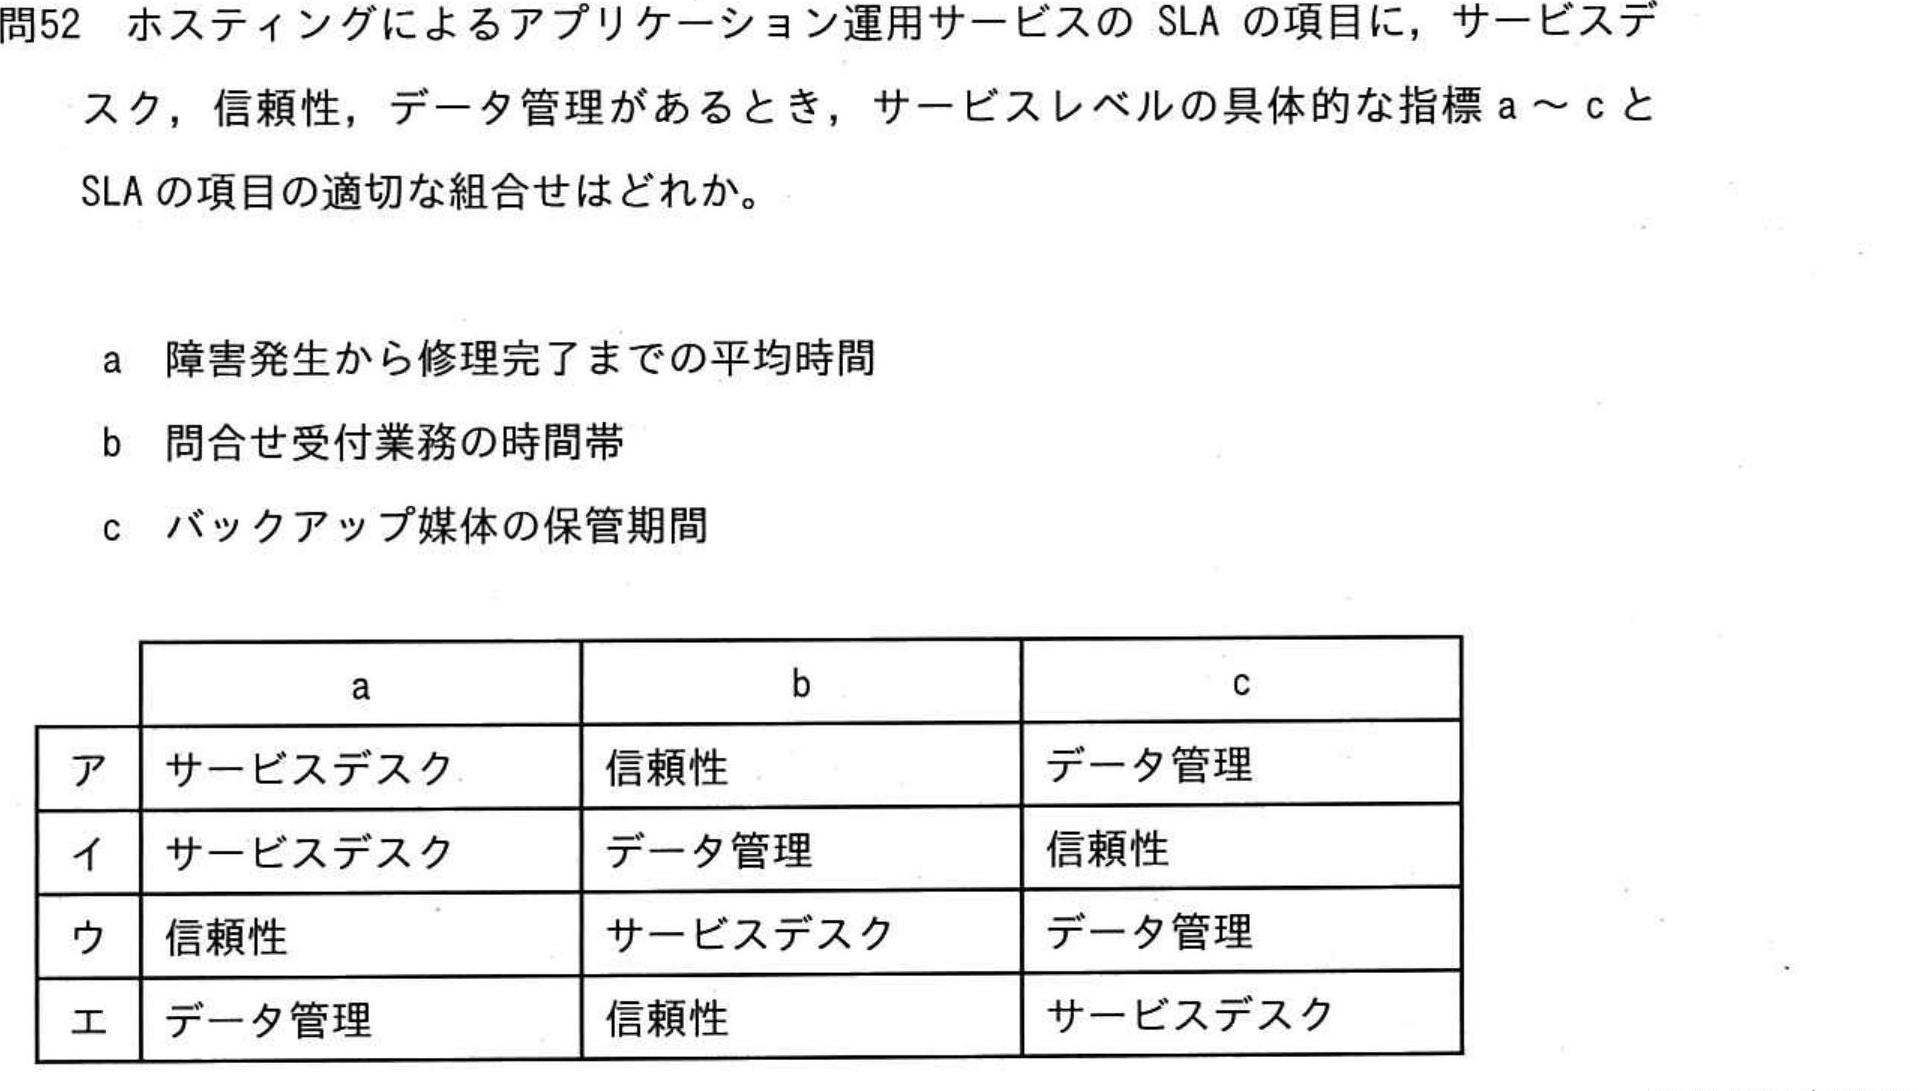 問52 ホスティングによるアプリケーション運用サービスの SLA の項目に，サービスデ
スク，信頼性，データ管理があるとき，サービスレベルの具体的な指標 a ～ c と
SLA の項目の適切な組合せはどれか。
a 障害発生から修理完了までの平均時間
b 問合せ受付業務の時間帯
c バックアップ媒体の保管期間
a b c
ア サービスデスク 信頼性 データ管理
イ サービスデスク データ管理 信頼性
ウ 信頼性 サービスデスク データ管理
エ データ管理 信頼性 サービスデスク